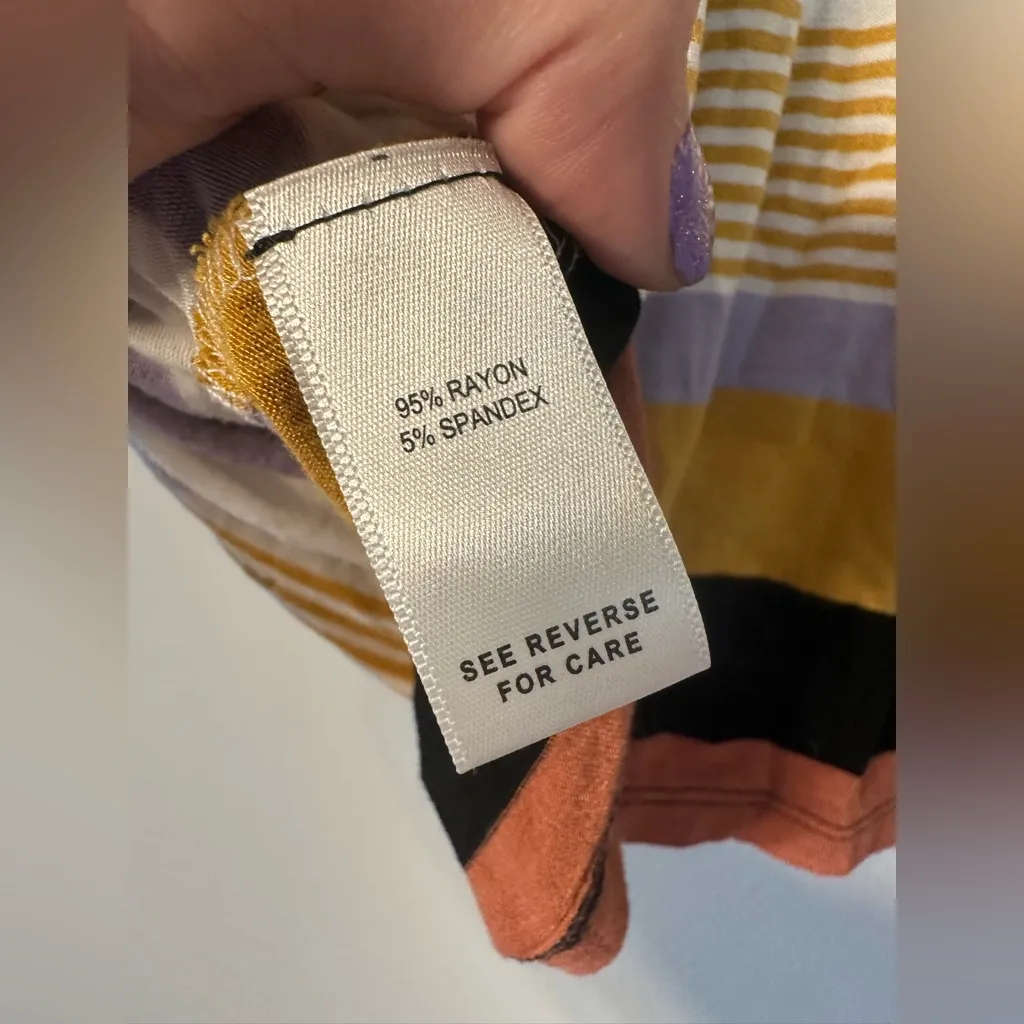 95% RAYON
5% SPANDEX
SEE REVERSE
FOR CARE